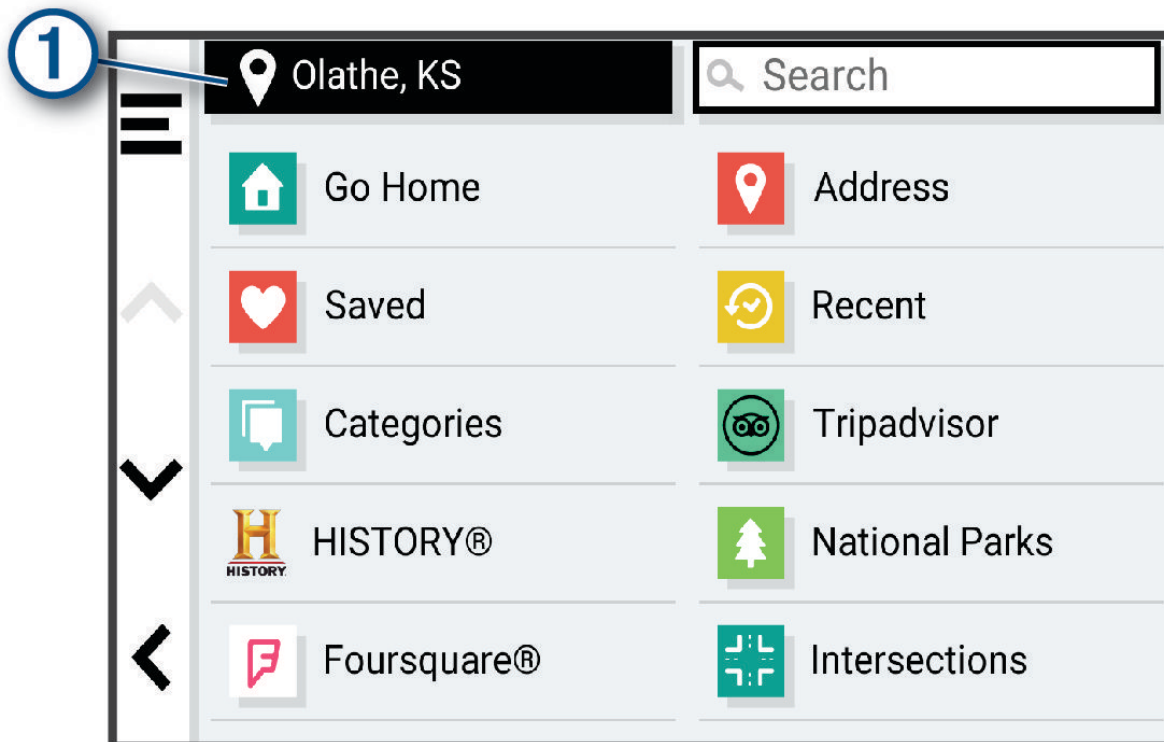 1
Olathe, KS
Search
Go Home
Address
Saved
Recent
Categories
Tripadvisor
H
HISTORY
HISTORY®
National Parks
Foursquare®
Intersections